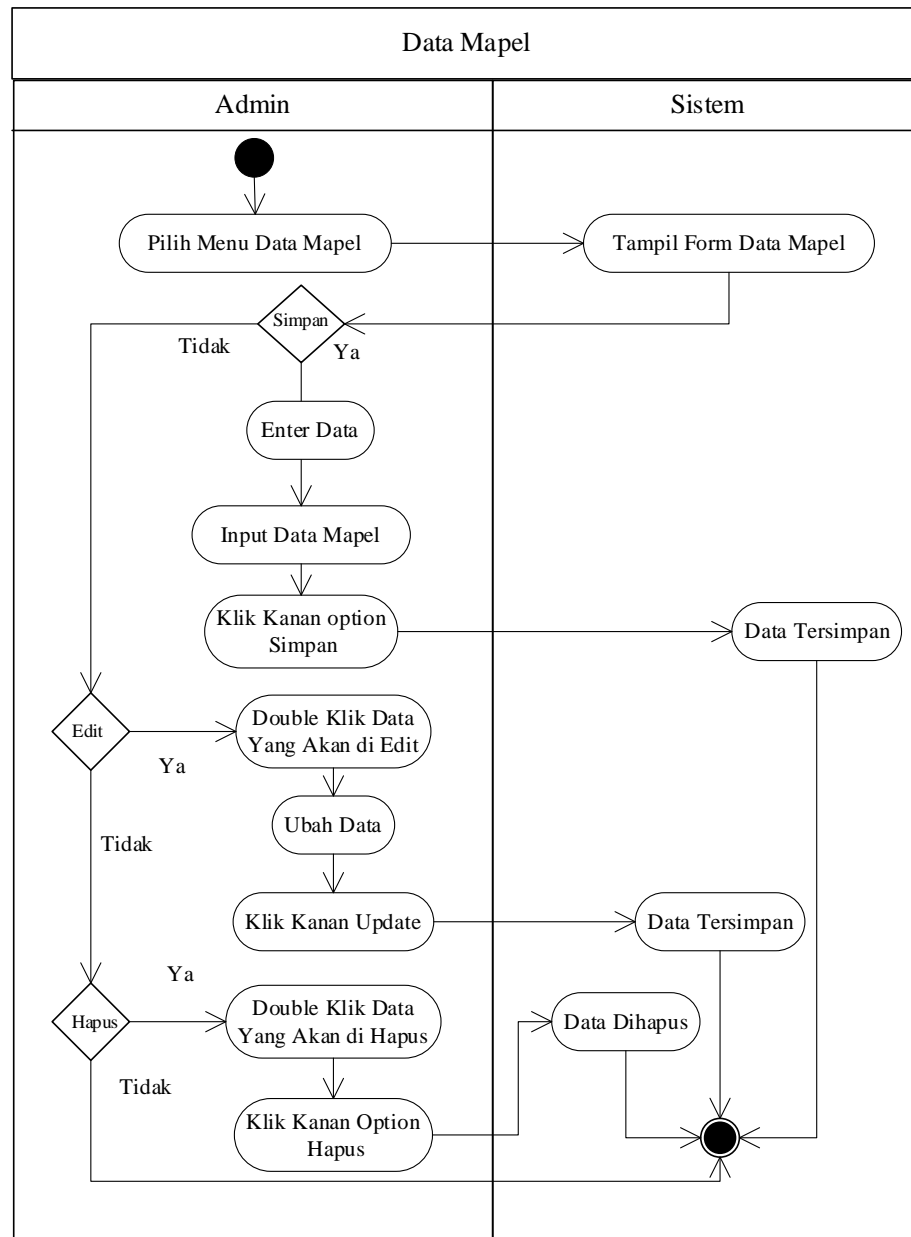 Data Mapel
Admin
Sistem
Pilih Menu Data Mapel
Tampil Form Data Mapel
Simpan
Tidak
Ya
Enter Data
Input Data Mapel
Klik Kanan option
Simpan
Data Tersimpan
Edit
Ya
Double Klik Data
Yang Akan di Edit
Ubah Data
Tidak
Klik Kanan Update
Data Tersimpan
Ya
Hapus
Double Klik Data
Yang Akan di Hapus
Data Dihapus
Tidak
Klik Kanan Option
Hapus